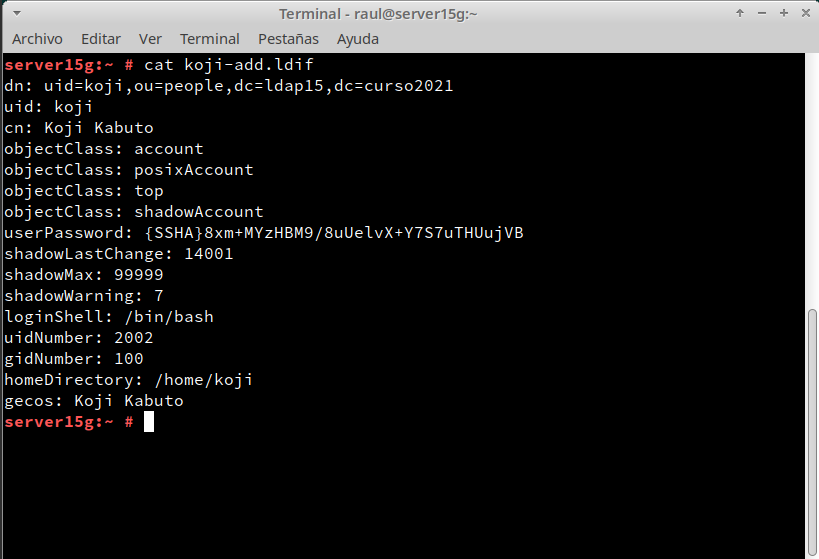 Terminal - raul@server15g:~
Archivo Editar Ver Terminal Pestañas Ayuda
server15g:~ # cat koji-add.ldif
dn: uid=koji,ou=people,dc=ldap15,dc=curso2021
uid: koji
cn: Koji Kabuto
objectClass: account
objectClass: posixAccount
objectClass: top
objectClass: shadowAccount
userPassword: {SSHA}8xm+MYzHBM9/8uUelvX+Y7S7uTHUujVB
shadowLastChange: 14001
shadowMax: 99999
shadowWarning: 7
loginShell: /bin/bash
uidNumber: 2002
gidNumber: 100
homeDirectory: /home/koji
gecos: Koji Kabuto
server15g:~ #